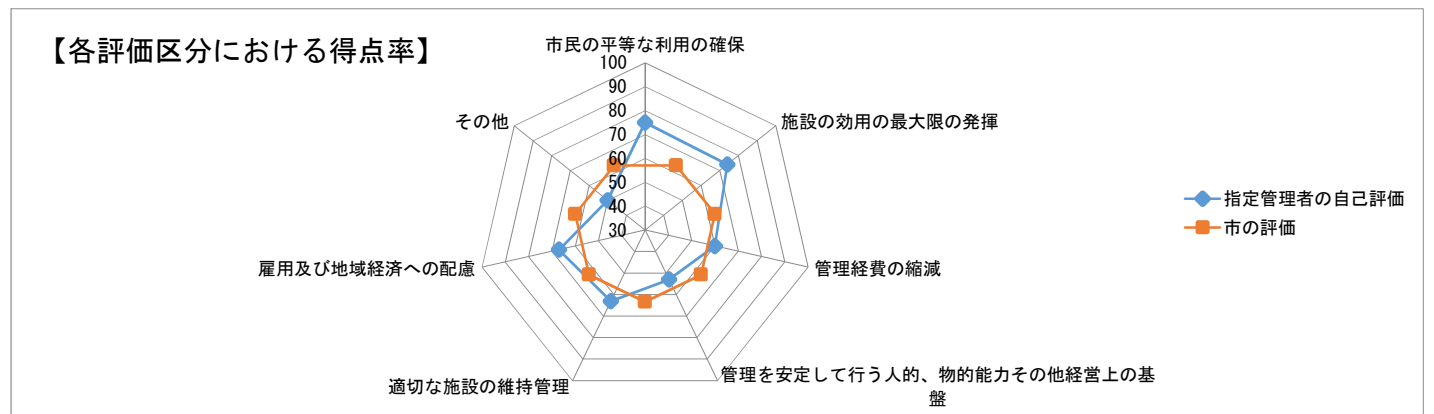 【各評価区分における得点率】
市民の平等な利用の確保
100
90
80
70
60
50
40
30
施設の効用の最大限の発揮
管理経費の縮減
管理を安定して行う人的、物的能力その他経営上の基
盤
適切な施設の維持管理
雇用及び地域経済への配慮
その他
指定管理者の自己評価
市の評価